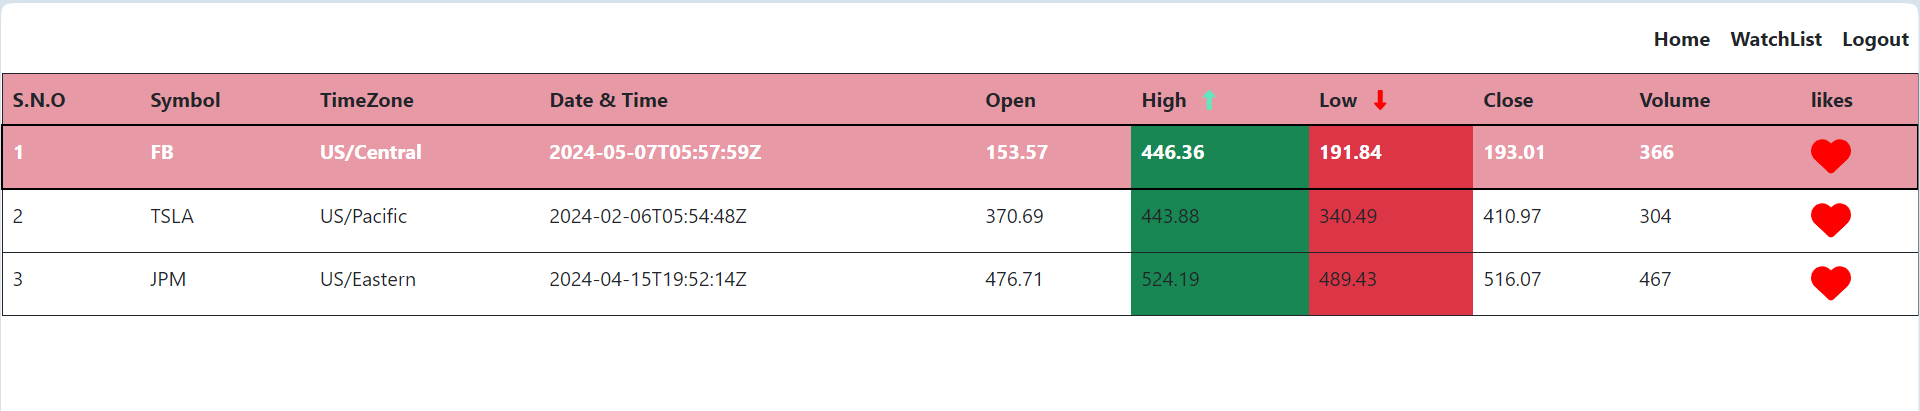 Home WatchList Logout
S.N.O Symbol TimeZone Date & Time Open High Low Close Volume likes
1 FB US/Central 2024-05-07T05:57:59Z 153.57 446.36 191.84 193.01 366
2 TSLA US/Pacific 2024-02-06T05:54:48Z 370.69 443.88 340.49 410.97 304
3 JPM US/Eastern 2024-04-15T19:52:14Z 476.71 524.19 489.43 516.07 467